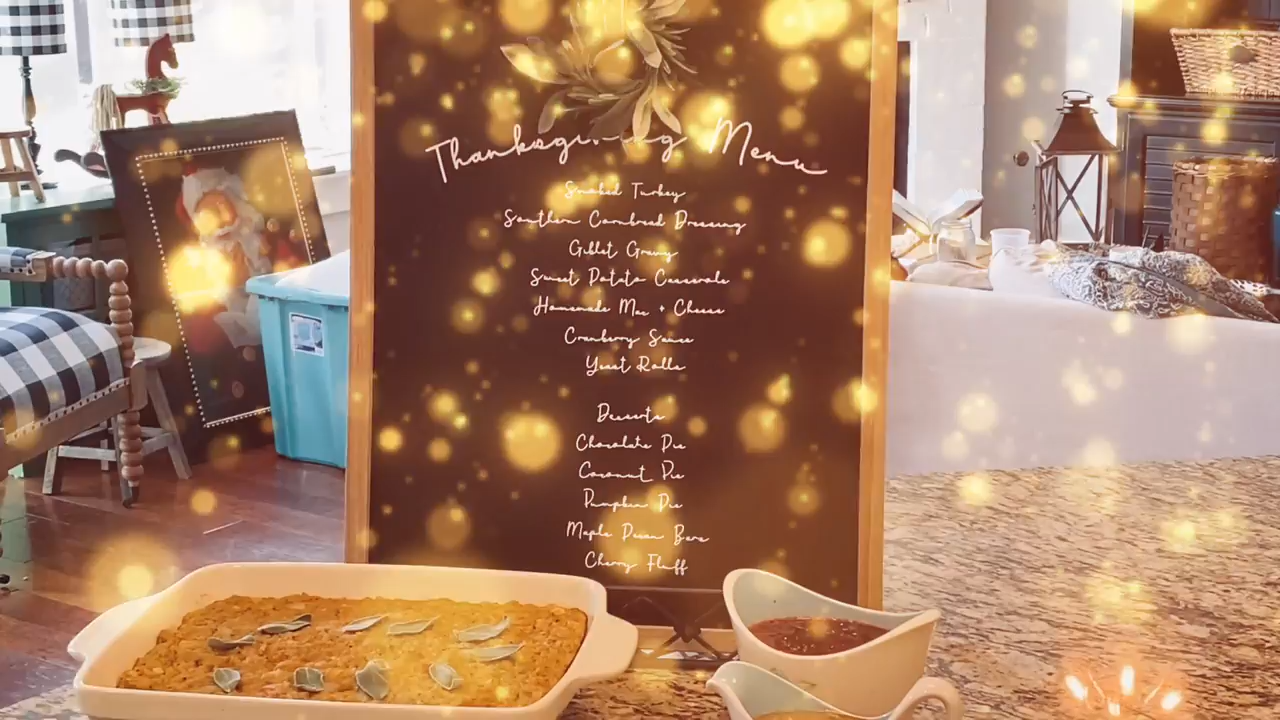 Thanksgiving Menu
Smoked Turkey
Southern Cornbread Dressing
Giblet Gravy
Sweet Potato Casserole
Homemade Mac + Cheese
Cranberry Sauce
Yeast Rolls
Desserts
Chocolate Pie
Coconut Pie
Pumpkin Pie
Maple Pecan Bars
Cherry Fluff